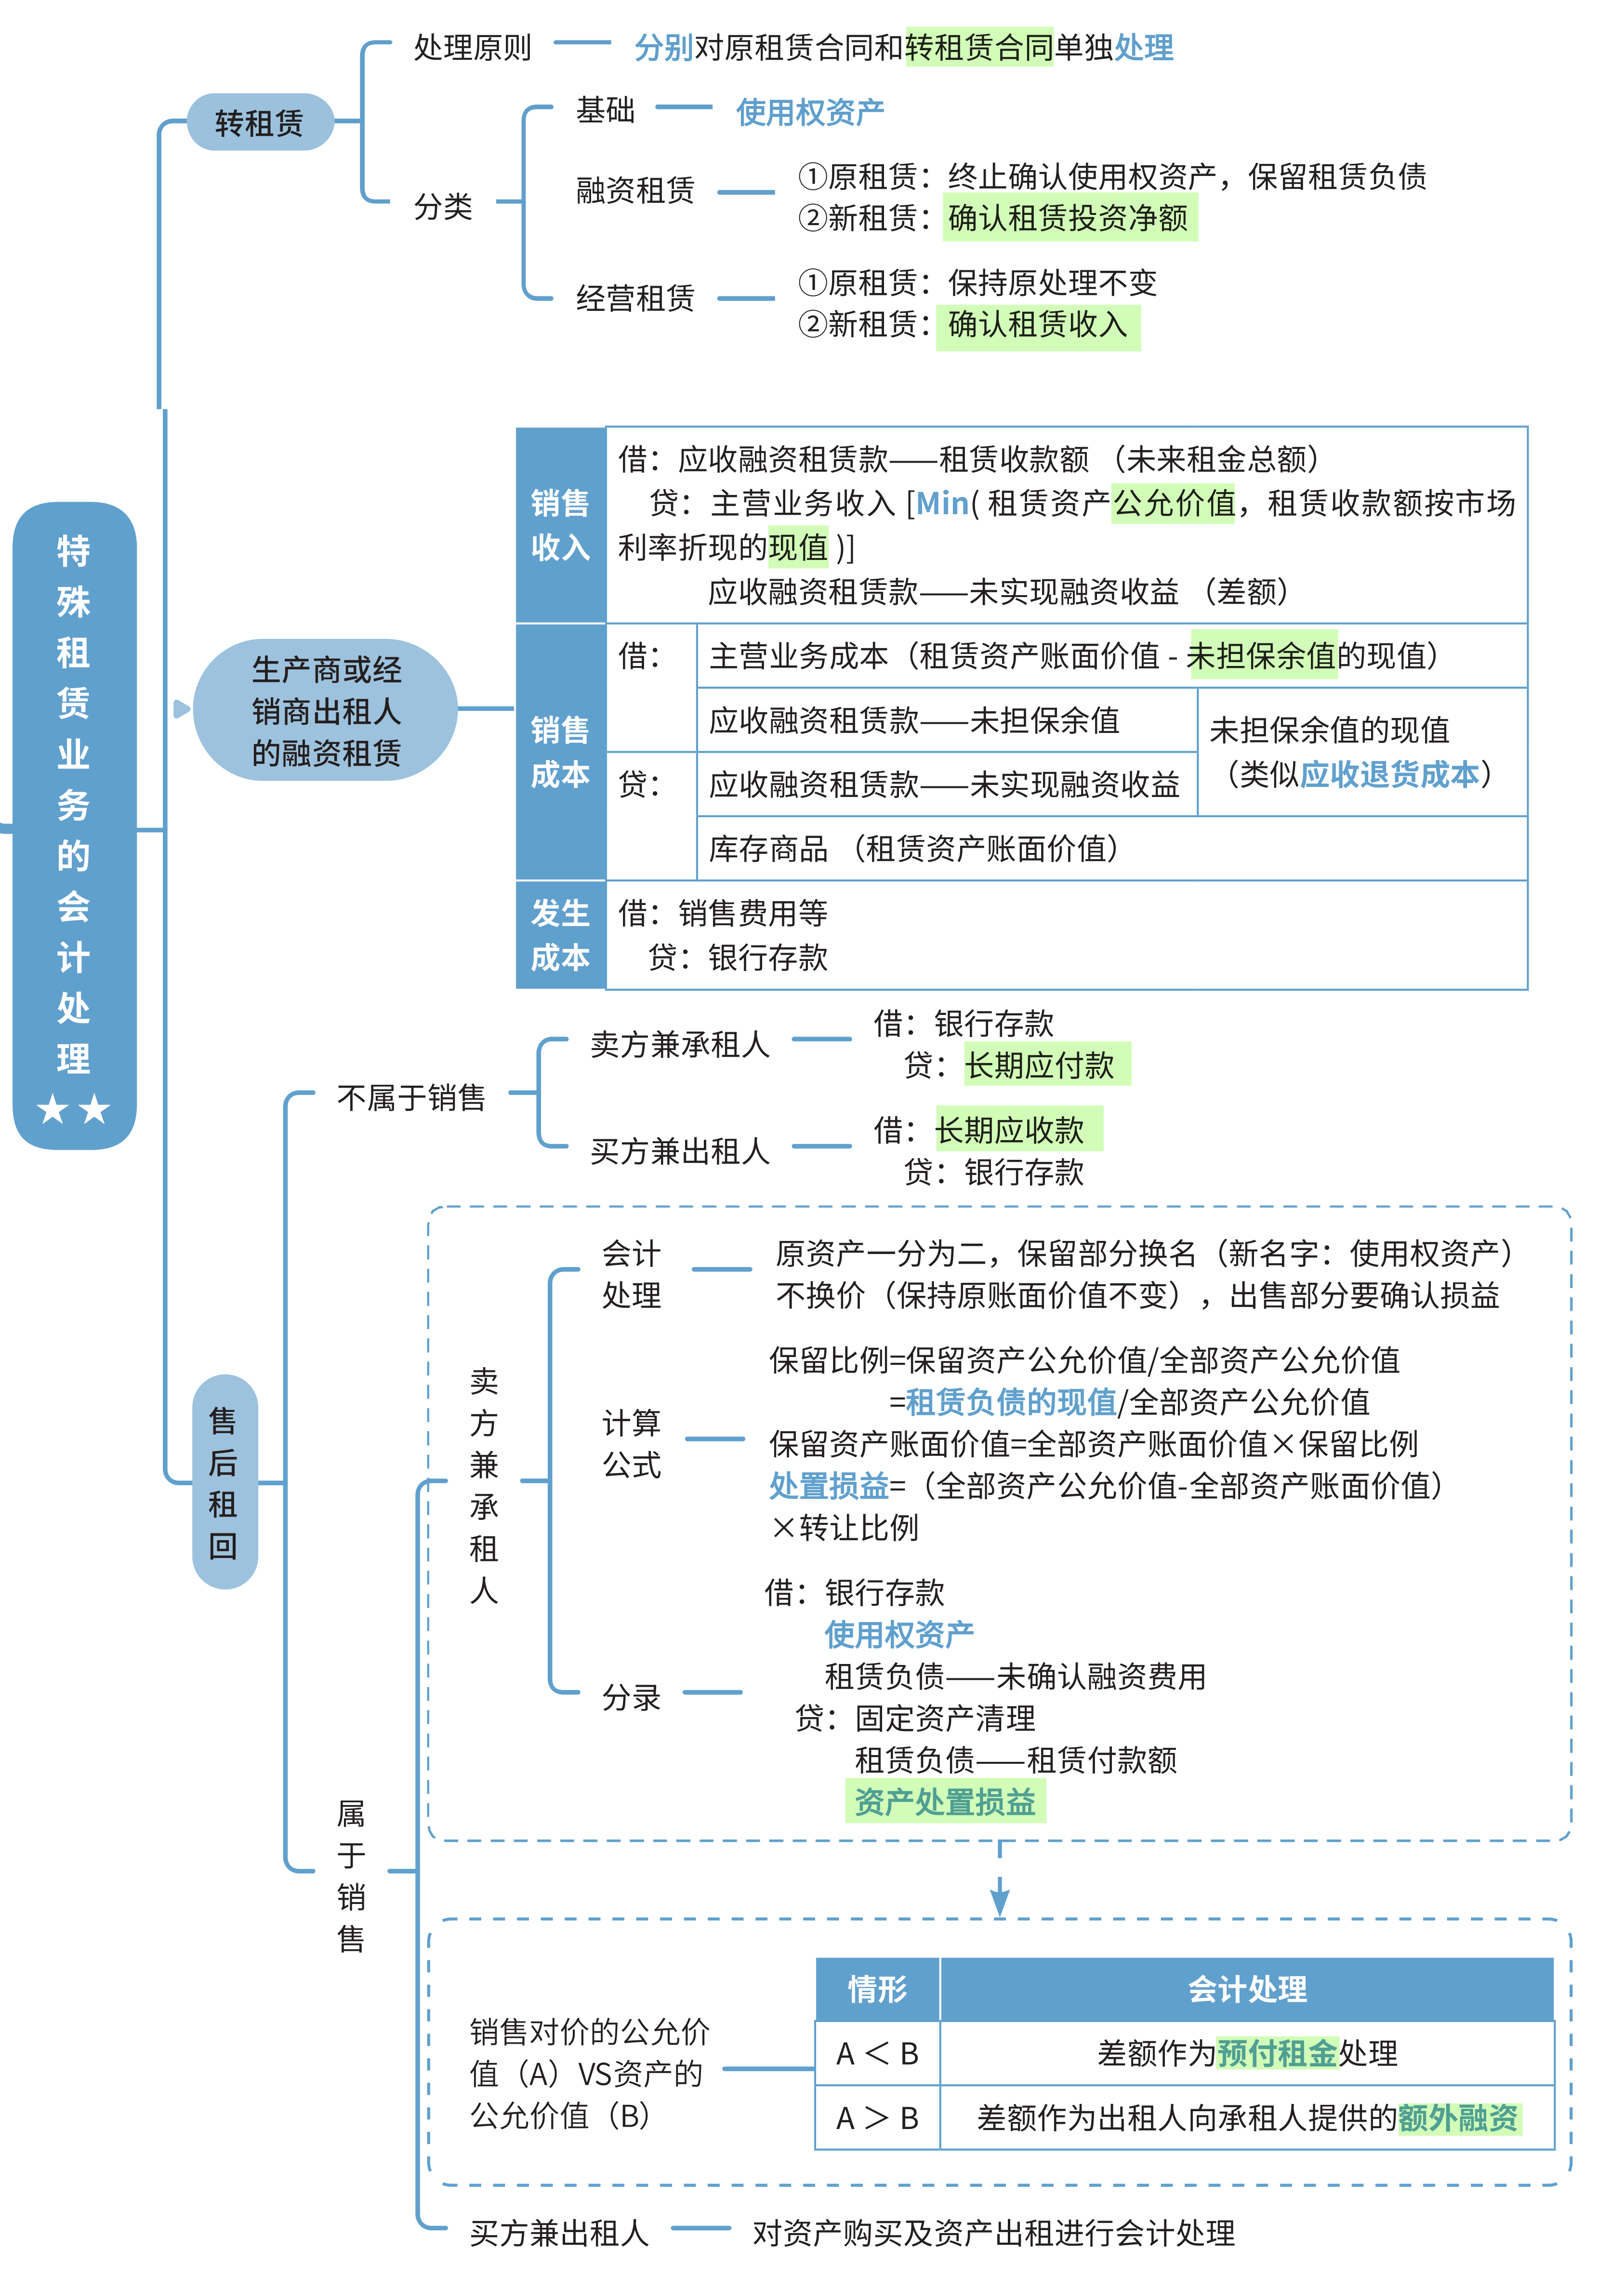 特殊租赁业务的会计处理
★★
转租赁
处理原则
分别对原租赁合同和转租赁合同单独处理
分类
基础
使用权资产
融资租赁
①原租赁：终止确认使用权资产，保留租赁负债
②新租赁：确认租赁投资净额
经营租赁
①原租赁：保持原处理不变
②新租赁：确认租赁收入
生产商或经
销商出租人
的融资租赁
销售
收入
借：应收融资租赁款——租赁收款额 （未来租金总额）
贷：主营业务收入 [Min( 租赁资产公允价值，租赁收款额按市场
利率折现的现值 )]
应收融资租赁款——未实现融资收益 （差额）
销售
成本
借：
主营业务成本（租赁资产账面价值 - 未担保余值的现值）
应收融资租赁款——未担保余值
未担保余值的现值
（类似应收退货成本）
贷：
应收融资租赁款——未实现融资收益
库存商品 （租赁资产账面价值）
发生
成本
借：销售费用等
贷：银行存款
售后租回
不属于销售
卖方兼承租人
借：银行存款
贷：长期应付款
买方兼出租人
借：长期应收款
贷：银行存款
属于销售
卖方兼承租人
会计
处理
原资产一分为二，保留部分换名（新名字：使用权资产）
不换价（保持原账面价值不变），出售部分要确认损益
计算
公式
保留比例=保留资产公允价值/全部资产公允价值
=租赁负债的现值/全部资产公允价值
保留资产账面价值=全部资产账面价值×保留比例
处置损益=（全部资产公允价值-全部资产账面价值）
×转让比例
分录
借：银行存款
使用权资产
租赁负债——未确认融资费用
贷：固定资产清理
租赁负债——租赁付款额
资产处置损益
销售对价的公允价
值（A）VS资产的
公允价值（B）
情形
会计处理
A ＜ B
差额作为预付租金处理
A ＞ B
差额作为出租人向承租人提供的额外融资
买方兼出租人
对资产购买及资产出租进行会计处理